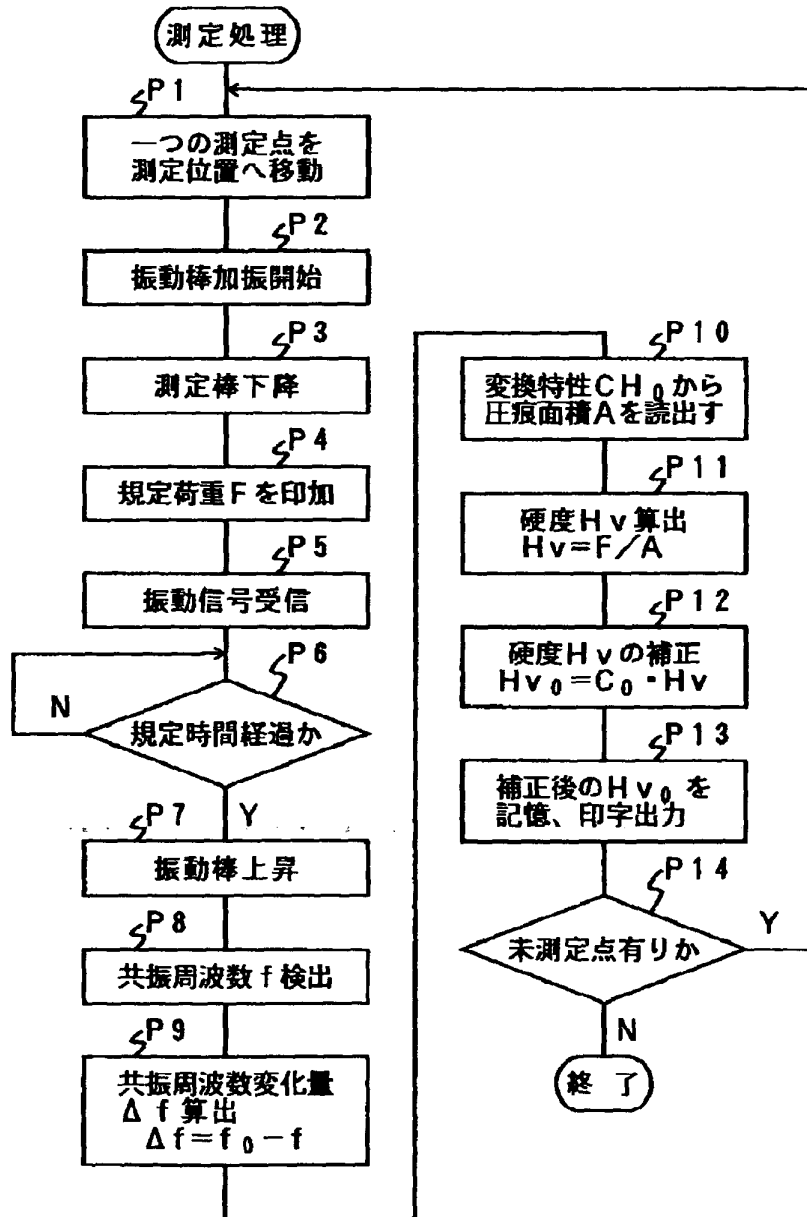 測定処理
P1
一つの測定点を
測定位置へ移動
P2
振動棒加振開始
P3
測定棒下降
P4
規定荷重Fを印加
P5
振動信号受信
P6
規定時間経過か
N
Y
P7
振動棒上昇
P8
共振周波数f検出
P9
共振周波数変化量
Δf算出
Δf=f₀-f
P10
変換特性CH₀から
圧痕面積Aを読出す
P11
硬度Hv算出
Hv=F/A
P12
硬度Hvの補正
Hv₀=C₀・Hv
P13
補正後のHv₀を
記憶、印字出力
P14
未測定点有りか
Y
N
終了